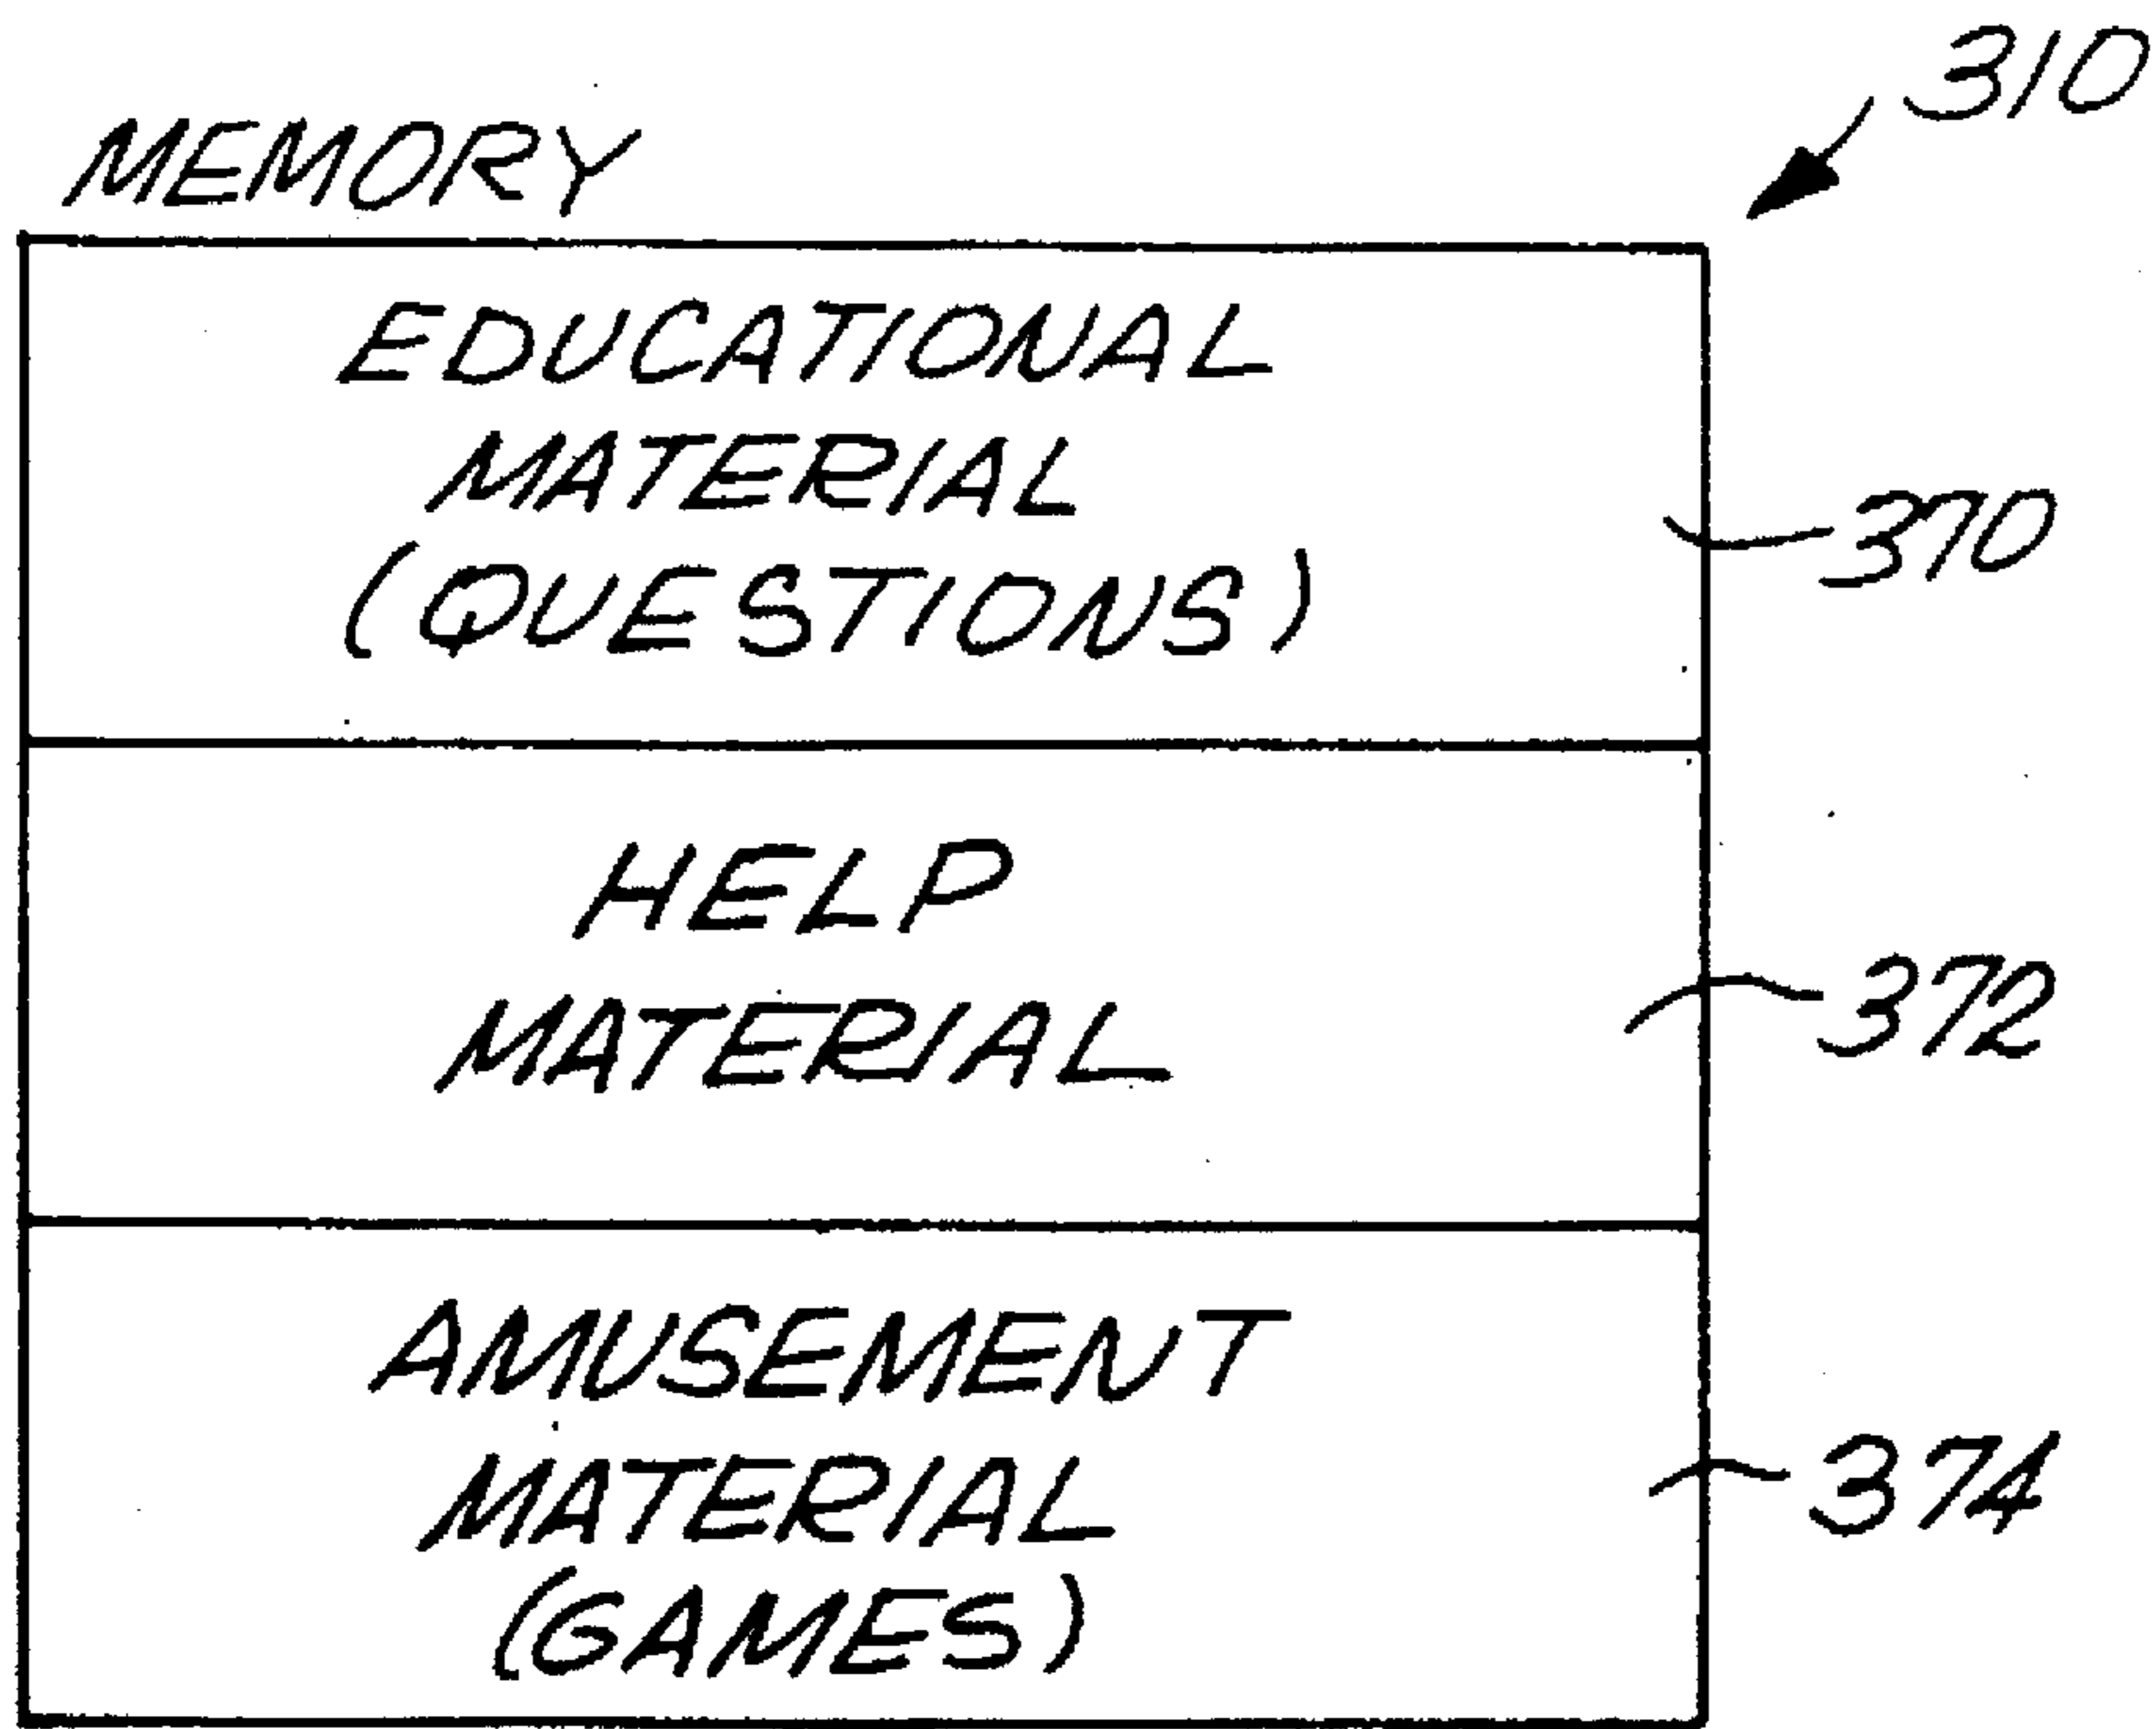 310
MEMORY
EDUCATIONAL
MATERIAL
(QUESTIONS)
370
HELP
MATERIAL
372
AMUSEMENT
MATERIAL
(GAMES)
374